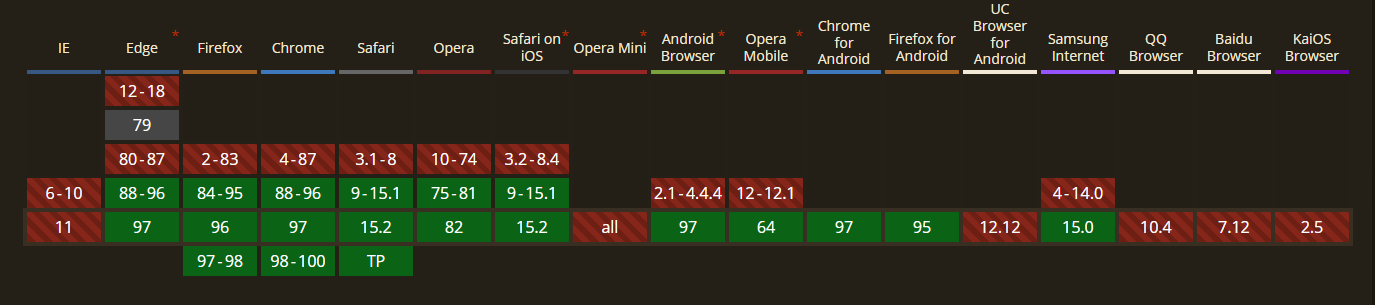 IE
Edge *
Firefox
Chrome
Safari
Opera
Safari on *
iOS
Opera Mini *
Android *
Browser
Opera *
Mobile
Chrome
for
Android
Firefox for
Android
UC
Browser
for
Android
Samsung
Internet
QQ
Browser
Baidu
Browser
KaiOS
Browser
12-18
79
80-87 2-83 4-87 3.1-8 10-74 3.2-8.4
6-10 88-96 84-95 88-96 9-15.1 75-81 9-15.1 2.1-4.4.4 12-12.1 4-14.0
11 97 96 97 15.2 82 15.2 all 97 64 97 95 12.12 15.0 10.4 7.12 2.5
97-98 98-100 TP